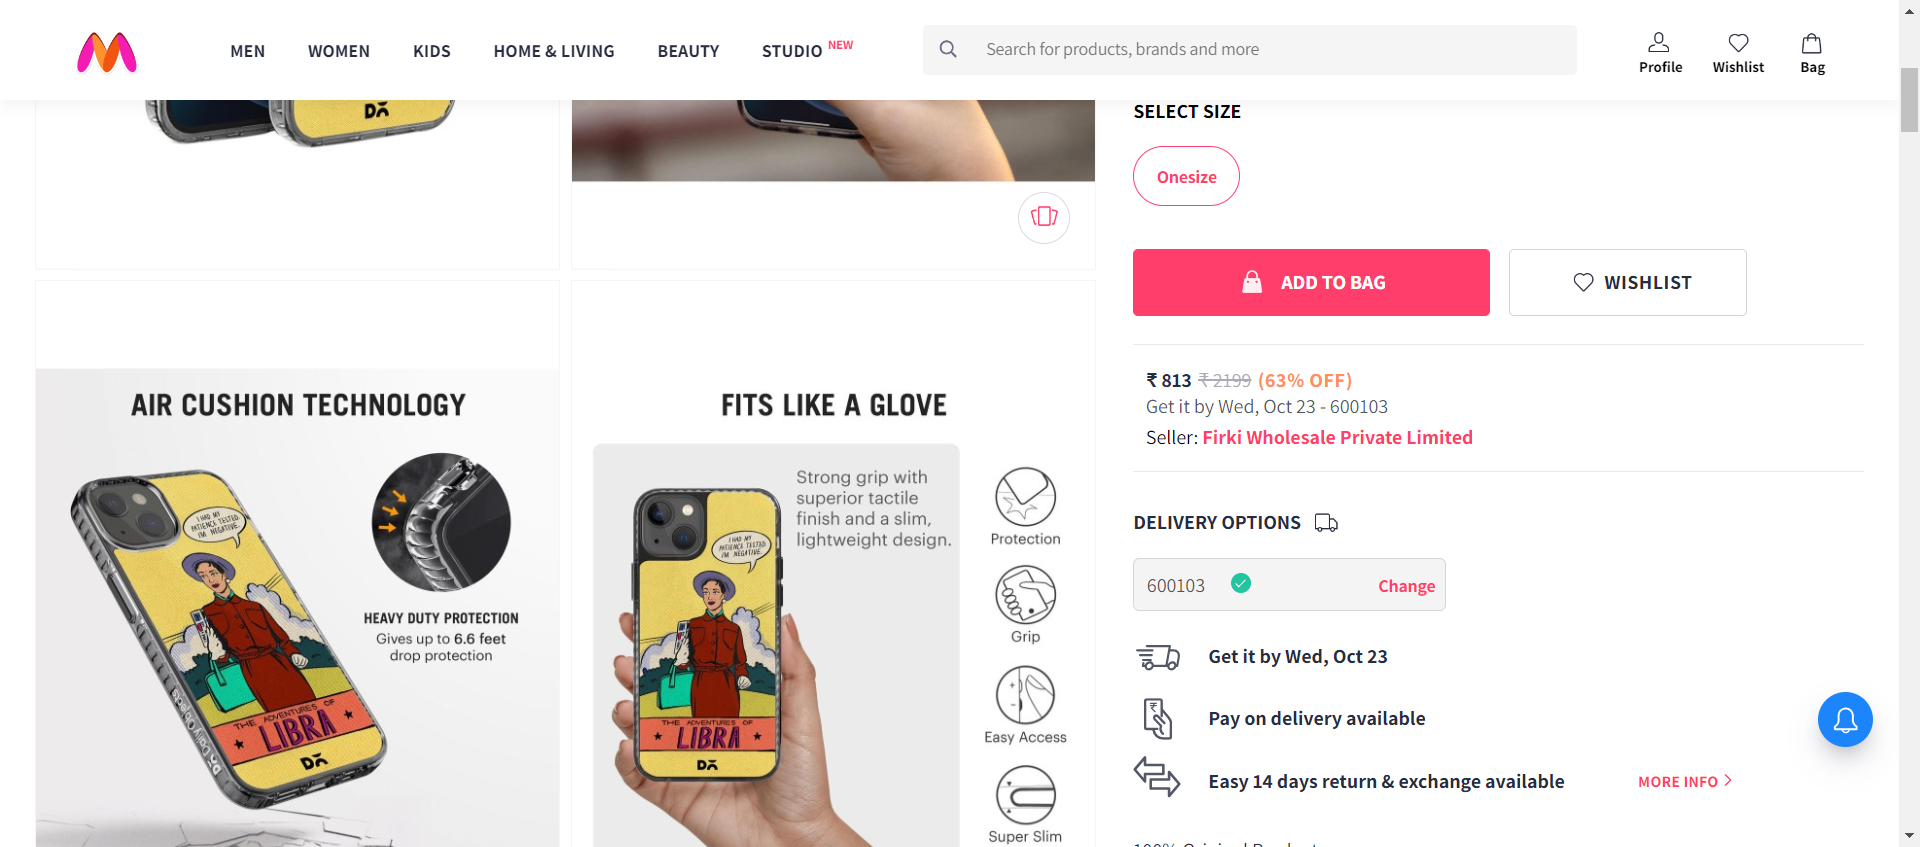 MEN
WOMEN
KIDS
HOME & LIVING
BEAUTY
STUDIO NEW
Search for products, brands and more
Profile
Wishlist
Bag
SELECT SIZE
Onesize
ADD TO BAG
WISHLIST
₹ 813 ₹ 2199 (63% OFF)
Get it by Wed, Oct 23 - 600103
Seller: Firki Wholesale Private Limited
DELIVERY OPTIONS
600103
Change
Get it by Wed, Oct 23
Pay on delivery available
Easy 14 days return & exchange available
MORE INFO
AIR CUSHION TECHNOLOGY
I HAD MY
PATIENCE TESTED.
I'M NEGATIVE.
HEAVY DUTY PROTECTION
Gives up to 6.6 feet
drop protection
THE ADVENTURES OF
LIBRA
Daily Objects
FITS LIKE A GLOVE
Strong grip with
superior tactile
finish and a slim,
lightweight design.
I HAD MY
PATIENCE TESTED
I'M NEGATIVE.
THE ADVENTURES OF
LIBRA
Protection
Grip
Easy Access
Super Slim